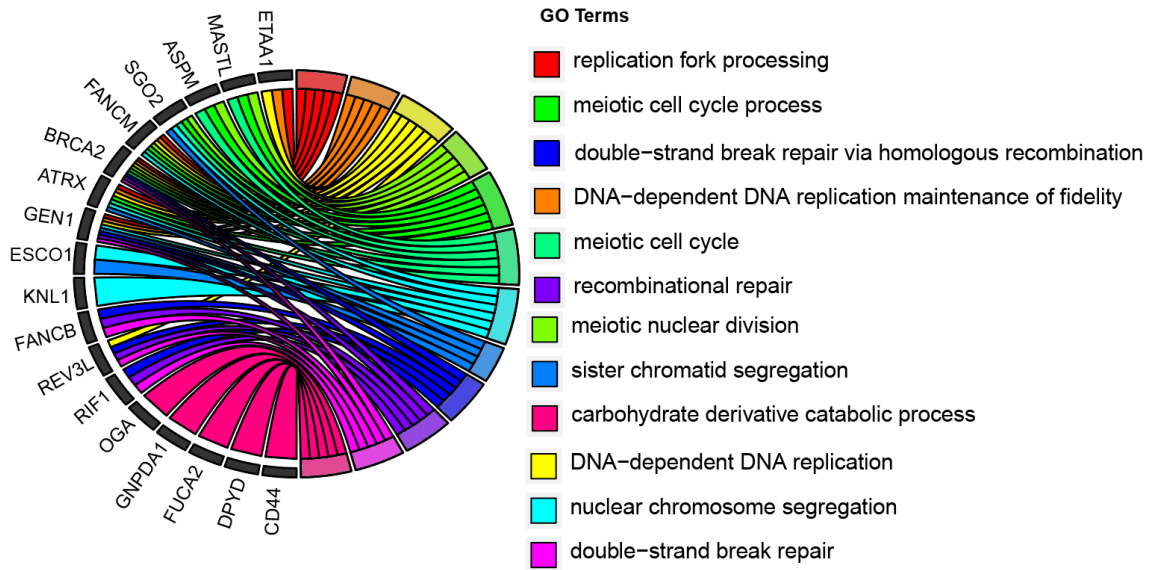 GO Terms
replication fork processing
meiotic cell cycle process
double−strand break repair via homologous recombination
DNA−dependent DNA replication maintenance of fidelity
meiotic cell cycle
recombinational repair
meiotic nuclear division
sister chromatid segregation
carbohydrate derivative catabolic process
DNA−dependent DNA replication
nuclear chromosome segregation
double−strand break repair
ETAA1
MASTL
ASPM
SGO2
FANCM
BRCA2
ATRX
GEN1
ESCO1
KNL1
FANCB
REV3L
RIF1
OGA
GNPDA1
FUCA2
DPYD
CD44